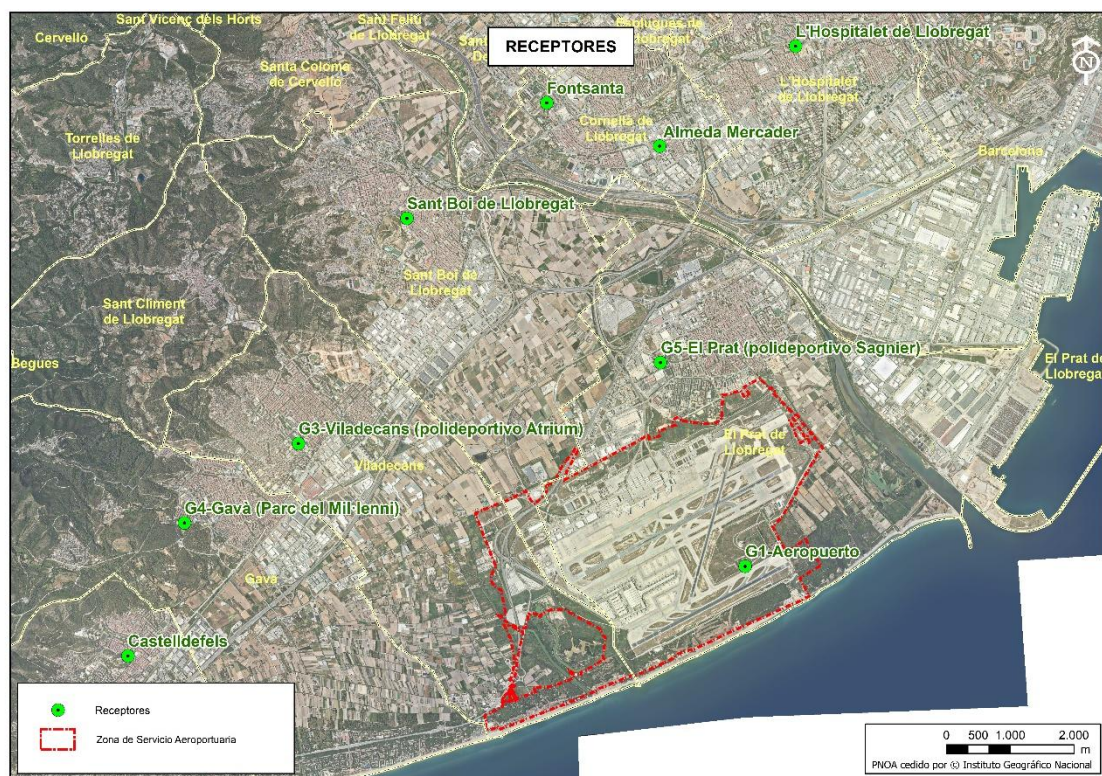 Sant Vicenç dels Horts
Cervelló
Sant Feliu
de Llobregat
RECEPTORES
L'Hospitalet de Llobregat
N
Santa Coloma
de Cervelló
L'Hospitalet
de Llobregat
Fontsanta
Cornellà de
Llobregat
Almeda Mercader
Torrelles de
Llobregat
Barcelona
Sant Boi de Llobregat
Sant Boi de
Llobregat
Sant Climent
de Llobregat
Begues
G5-El Prat (polideportivo Sagnier)
El Prat de
Llobregat
G3-Viladecans (polideportivo Atrium)
El Prat de
Llobregat
Viladecans
G4-Gavà (Parc del Mil·lenni)
G1-Aeropuerto
Gavà
Castelldefels
Receptores
Zona de Servicio Aeroportuaria
0 500 1.000 2.000
m
PNOA cedido por © Instituto Geográfico Nacional